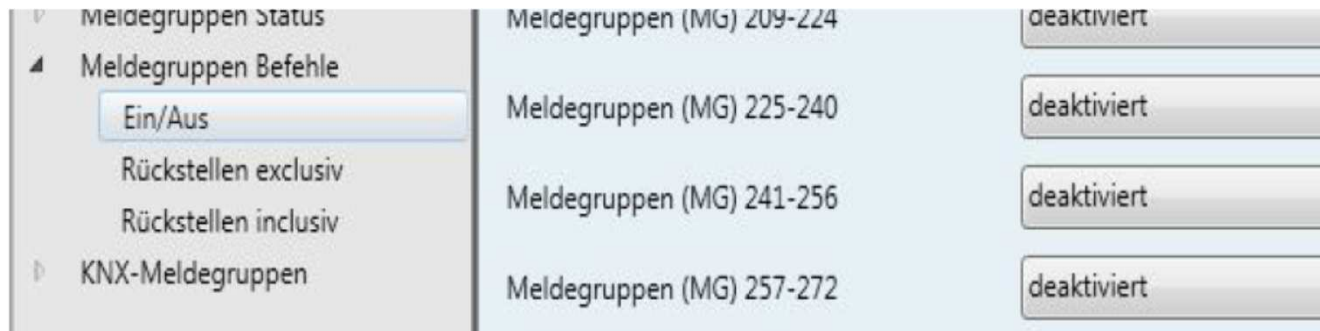 Meldegruppen Status
Meldegruppen Befehle
Ein/Aus
Rückstellen exclusiv
Rückstellen inclusiv
KNX-Meldegruppen
Meldegruppen (MG) 209-224
deaktiviert
Meldegruppen (MG) 225-240
deaktiviert
Meldegruppen (MG) 241-256
deaktiviert
Meldegruppen (MG) 257-272
deaktiviert